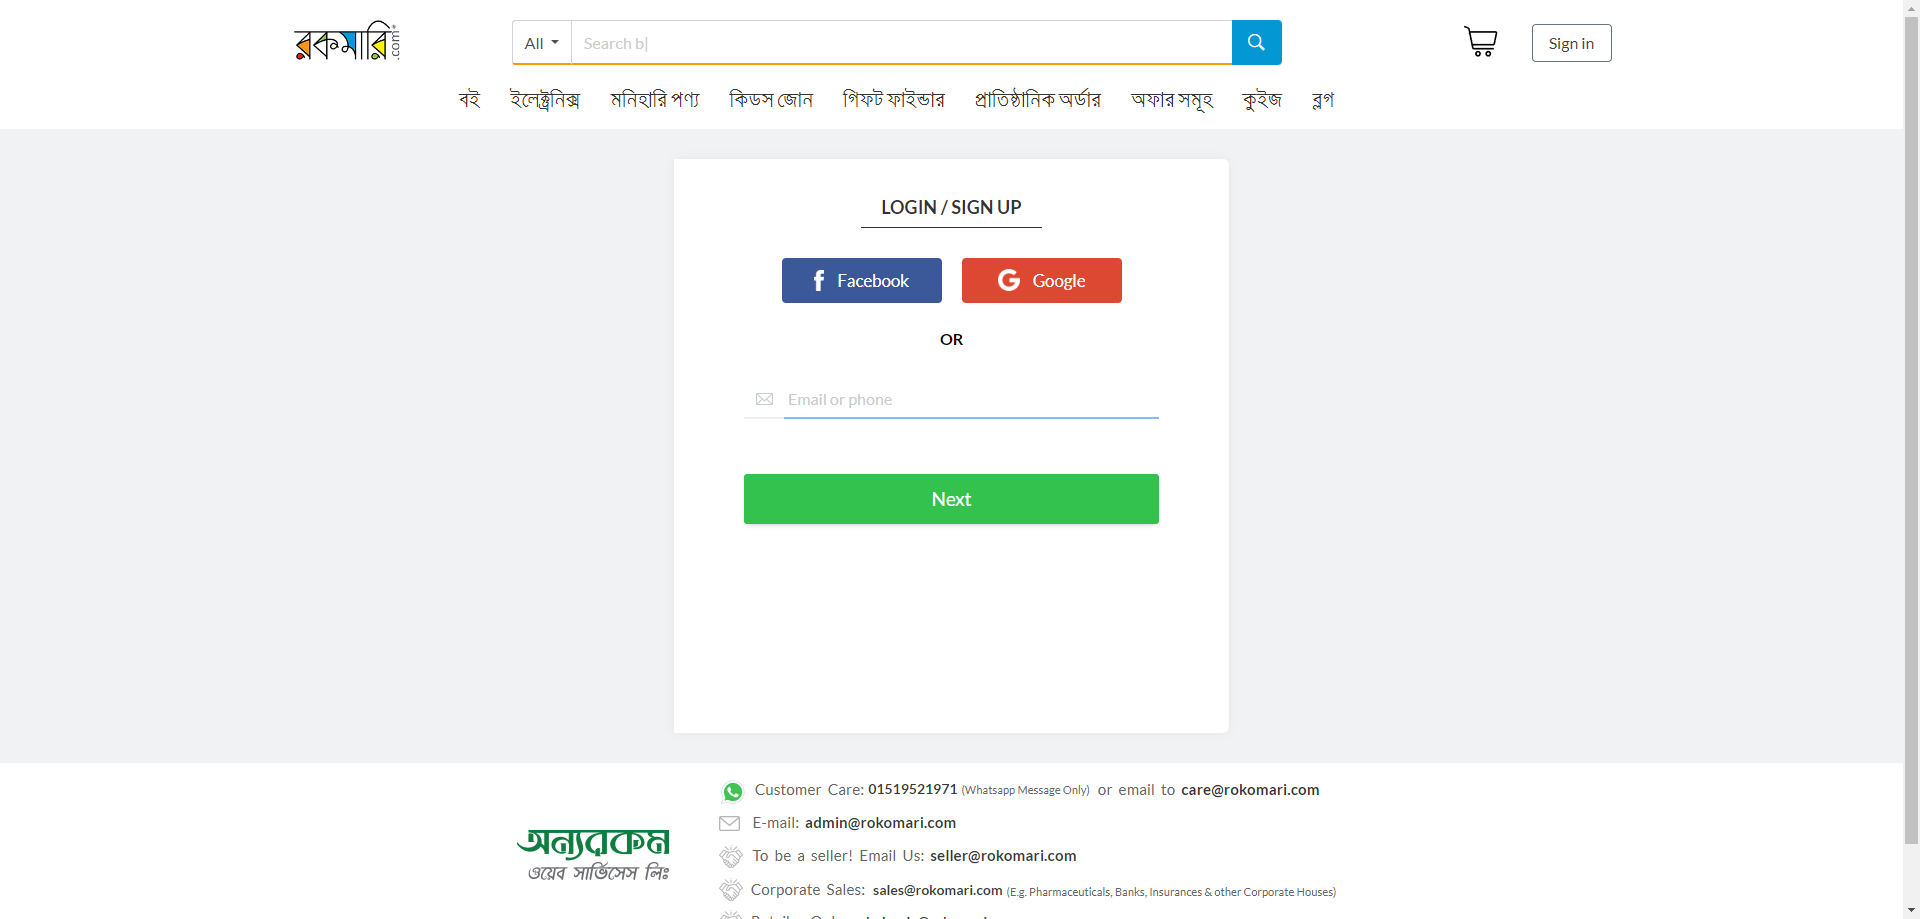 রকমারি .com
All
Search b|
Sign in
বই ইলেক্ট্রনিক্স মনিহারি পণ্য কিডস জোন গিফট ফাইন্ডার প্রাতিষ্ঠানিক অর্ডার অফার সমূহ কুইজ ব্লগ
LOGIN / SIGN UP
Facebook
Google
OR
Email or phone
Next
Customer Care: 01519521971 (Whatsapp Message Only) or email to care@rokomari.com
E-mail: admin@rokomari.com
To be a seller! Email Us: seller@rokomari.com
Corporate Sales: sales@rokomari.com (E.g. Pharmaceuticals, Banks, Insurances & other Corporate Houses)
অন্যরকম
ওয়েব সার্ভিসেস লিঃ